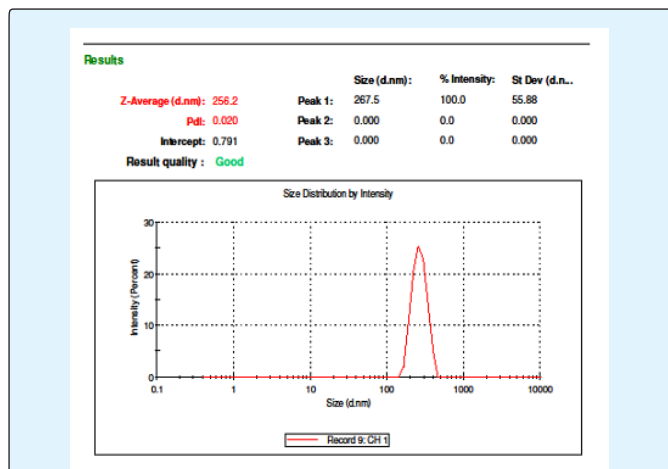 Results
Size (d.nm): % Intensity: St Dev (d.n...
Z-Average (d.nm): 256.2 Peak 1: 267.5 100.0 55.88
PdI: 0.020 Peak 2: 0.000 0.0 0.000
Intercept: 0.791 Peak 3: 0.000 0.0 0.000
Result quality : Good
Size Distribution by Intensity
30
20
10
0
Intensity (Percent)
0.1 1 10 100 1000 10000
Size (d.nm)
Record 9: CH 1